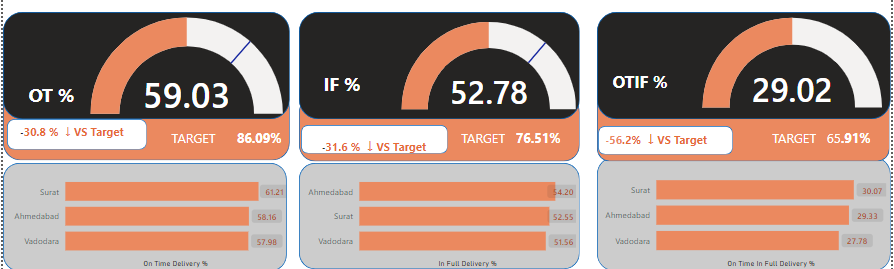 OT %
59.03
-30.8 % ↓ VS Target
TARGET 86.09%
Surat 61.21
Ahmedabad 58.16
Vadodara 57.98
On Time Delivery %
IF %
52.78
-31.6 % ↓ VS Target
TARGET 76.51%
Ahmedabad 54.20
Surat 52.55
Vadodara 51.56
In Full Delivery %
OTIF %
29.02
-56.2% ↓ VS Target
TARGET 65.91%
Surat 30.07
Ahmedabad 29.33
Vadodara 27.78
On Time In Full Delivery %